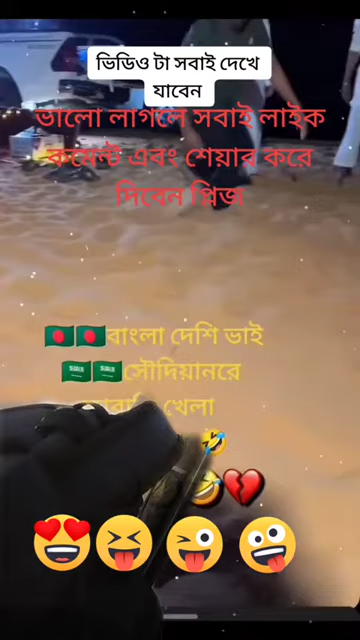 ভিডিও টা সবাই দেখে
যাবেন
ভালো লাগলে সবাই লাইক
কমেন্ট এবং শেয়ার করে
দিবেন প্লিজ
বাংলা দেশি ভাই
সৌদিয়ানরে
খেলা